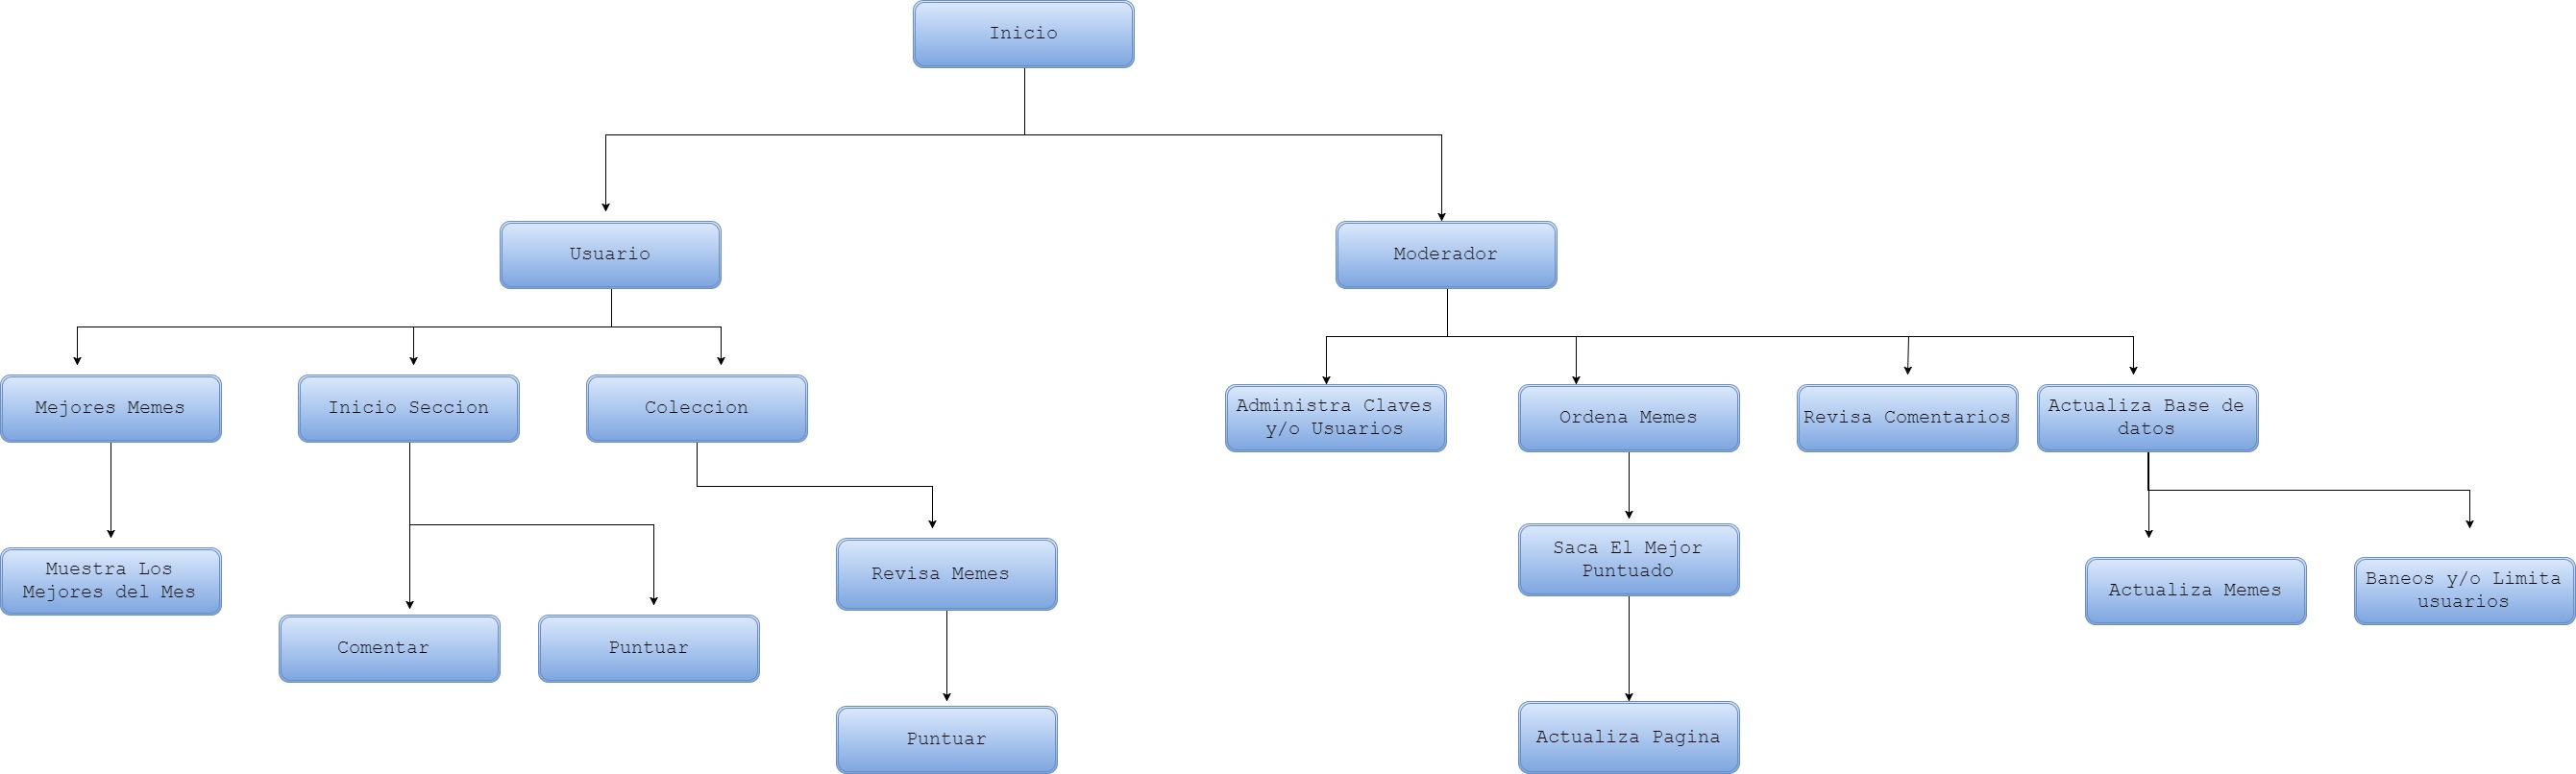 Inicio
Usuario
Moderador
Mejores Memes
Inicio Seccion
Coleccion
Administra Claves
y/o Usuarios
Ordena Memes
Revisa Comentarios
Actualiza Base de
datos
Muestra Los
Mejores del Mes
Comentar
Puntuar
Revisa Memes
Puntuar
Saca El Mejor
Puntuado
Actualiza Pagina
Actualiza Memes
Baneos y/o Limita
usuarios